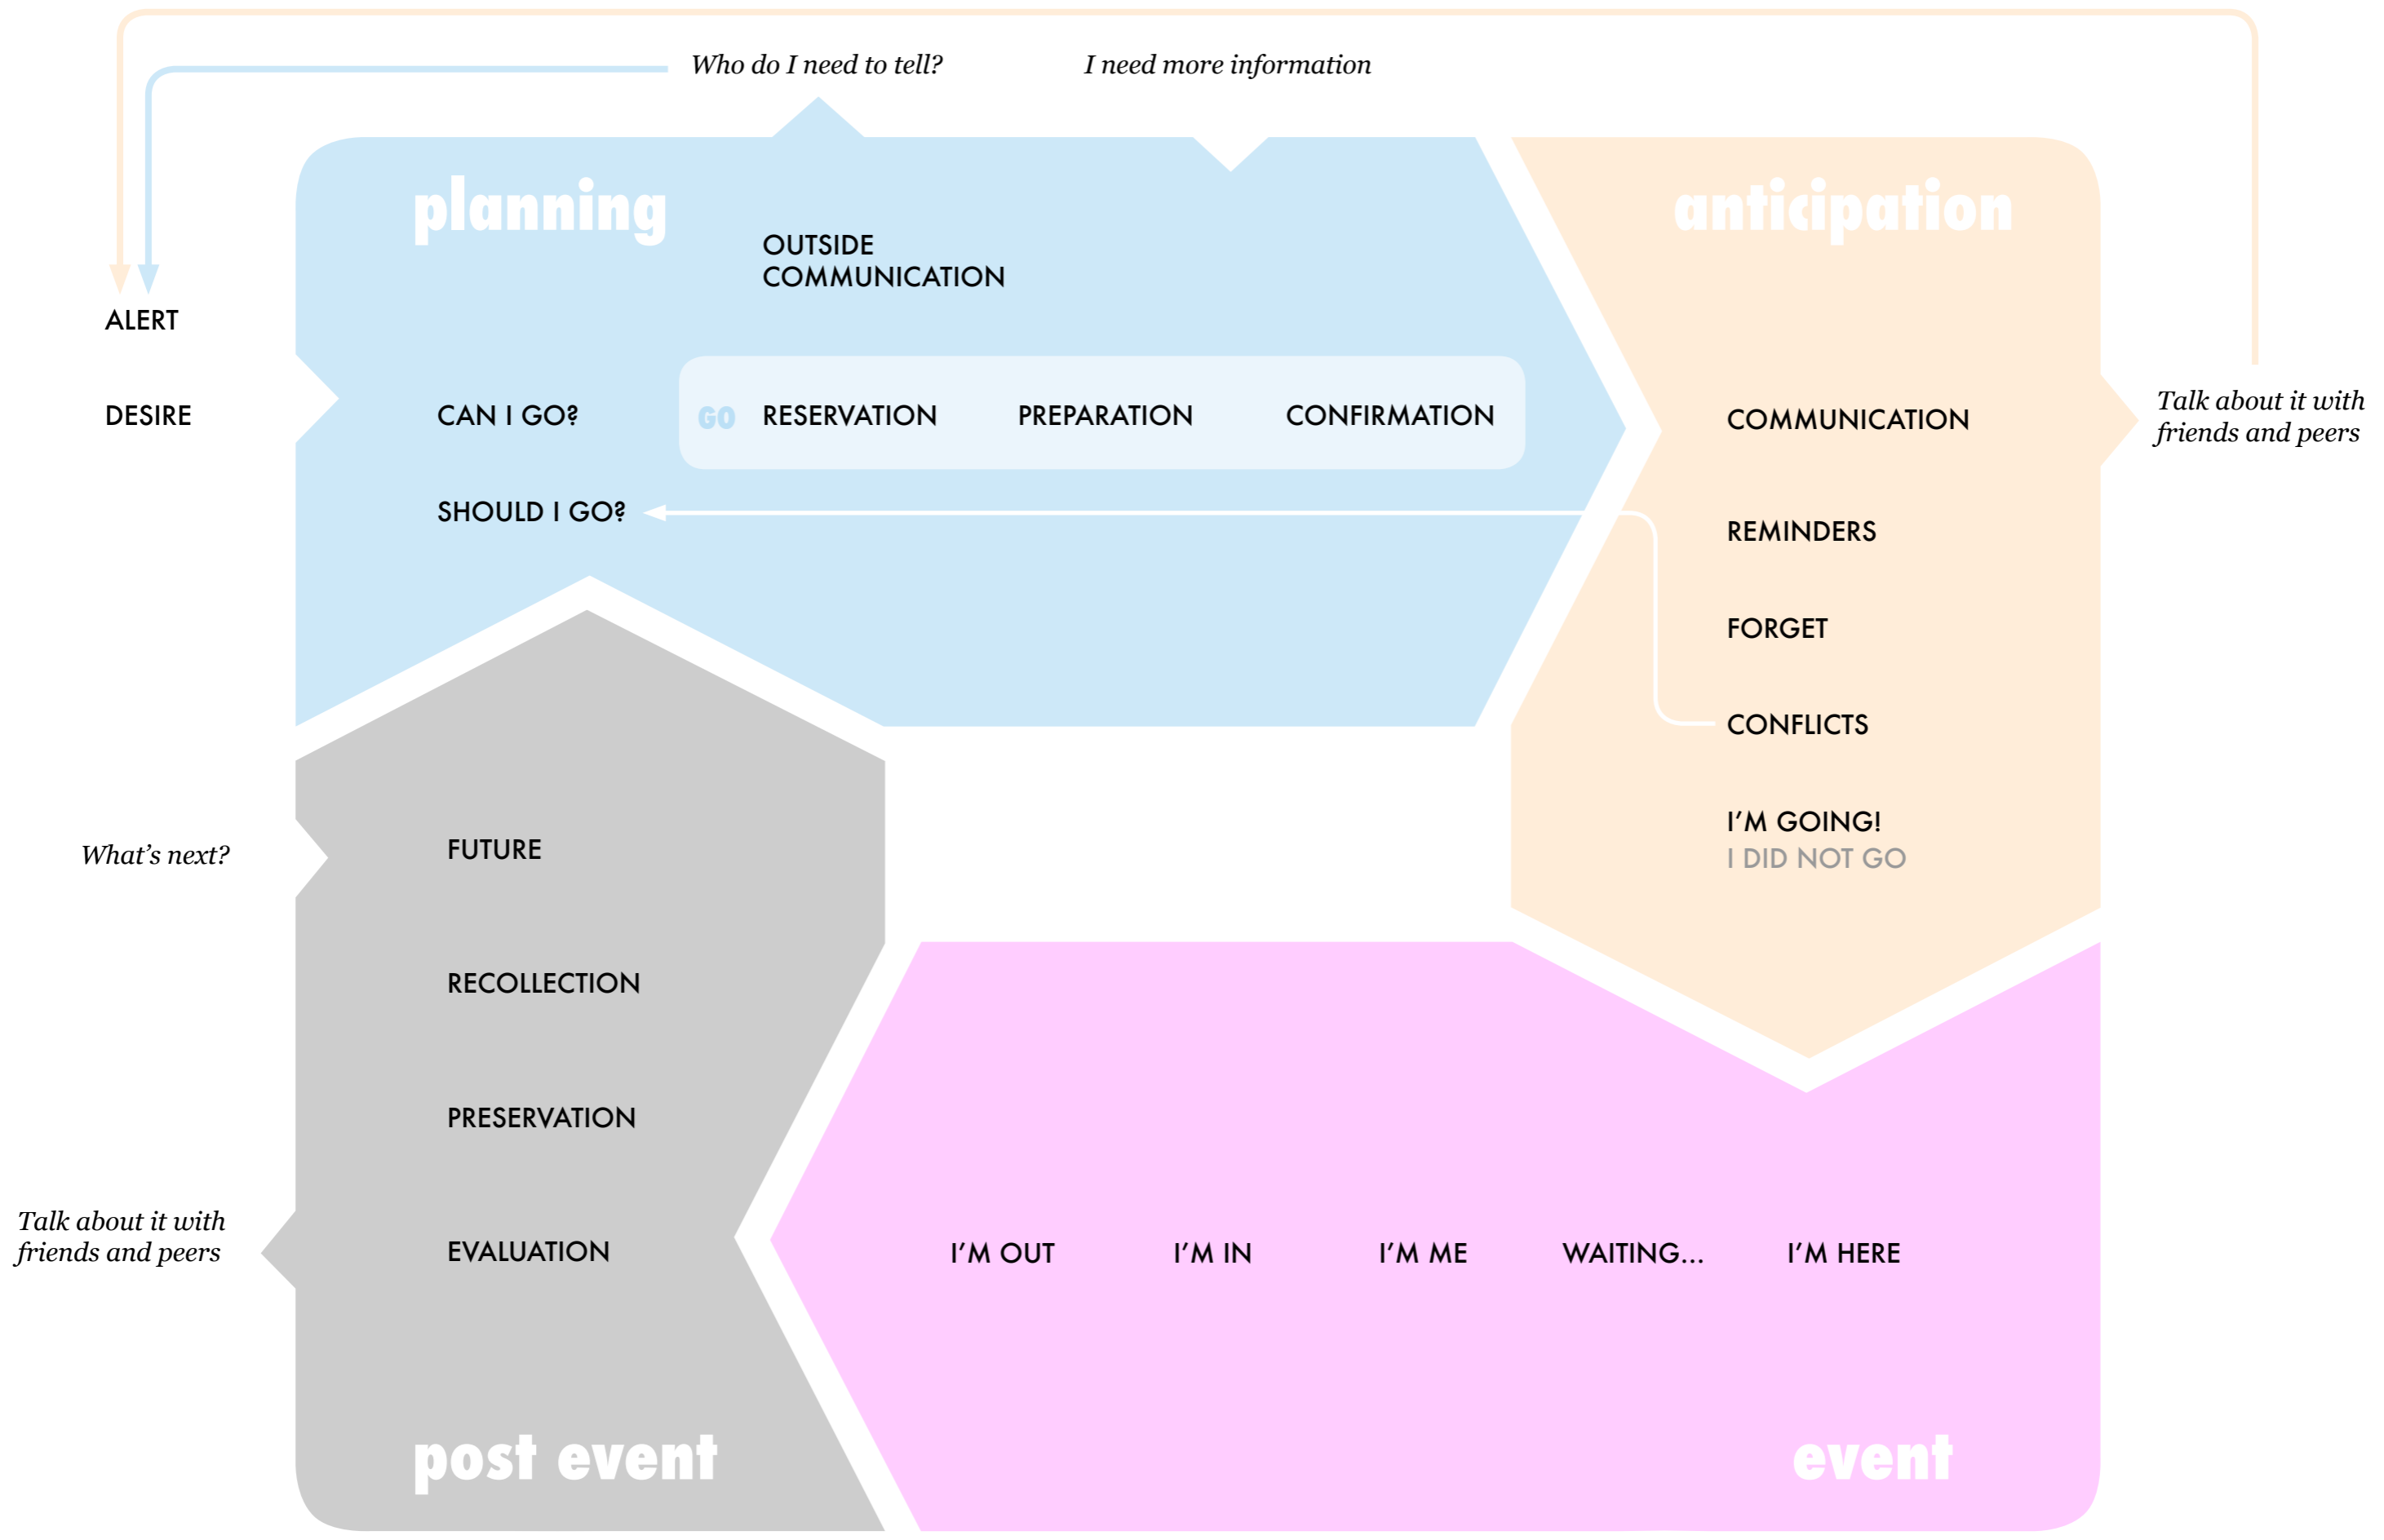 Who do I need to tell?
I need more information
planning
anticipation
OUTSIDE
COMMUNICATION
ALERT
DESIRE
CAN I GO?
GO
RESERVATION
PREPARATION
CONFIRMATION
SHOULD I GO?
COMMUNICATION
Talk about it with
friends and peers
REMINDERS
FORGET
CONFLICTS
I’M GOING!
I DID NOT GO
What’s next?
FUTURE
RECOLLECTION
PRESERVATION
Talk about it with
friends and peers
EVALUATION
I’M OUT
I’M IN
I’M ME
WAITING...
I’M HERE
post event
event